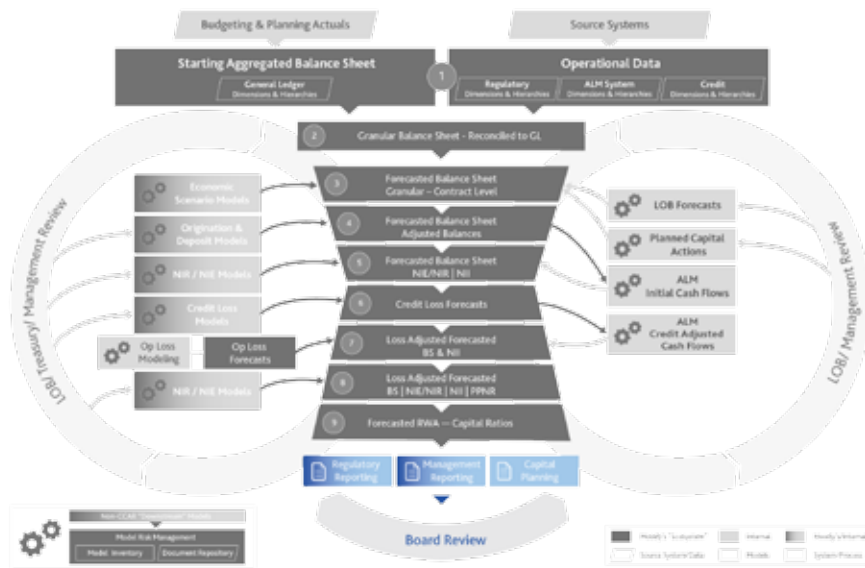 Budgeting & Planning Actuals
Source Systems
Starting Aggregated Balance Sheet
General Ledger
Dimensions & Hierarchies
1
Operational Data
Regulatory
Dimensions & Hierarchies
ALM System
Dimensions & Hierarchies
Credit
Dimensions & Hierarchies
2
Granular Balance Sheet - Reconciled to GL
LOB/ Treasury/ Management Review
LOB/ Management Review
Economic
Scenario Models
3
Forecasted Balance Sheet
Granular – Contract Level
LOB Forecasts
Origination &
Deposit Models
4
Forecasted Balance Sheet
Adjusted Balances
Planned Capital
Actions
NIR / NIE Models
5
Forecasted Balance Sheet
NIE/NIR | NII
ALM
Initial Cash Flows
Credit Loss
Models
6
Credit Loss Forecasts
ALM
Credit Adjusted
Cash Flows
Op Loss
Modeling
Op Loss
Forecasts
7
Loss Adjusted Forecasted
BS & NII
NIR / NIE Models
8
Loss Adjusted Forecasted
BS | NIE/NIR | NII | PPNR
9
Forecasted RWA — Capital Ratios
Regulatory
Reporting
Management
Reporting
Capital
Planning
Board Review
Models
Model Risk Management
Model Inventory
Document Repository
Internal
Source System/Data
Models
System Process